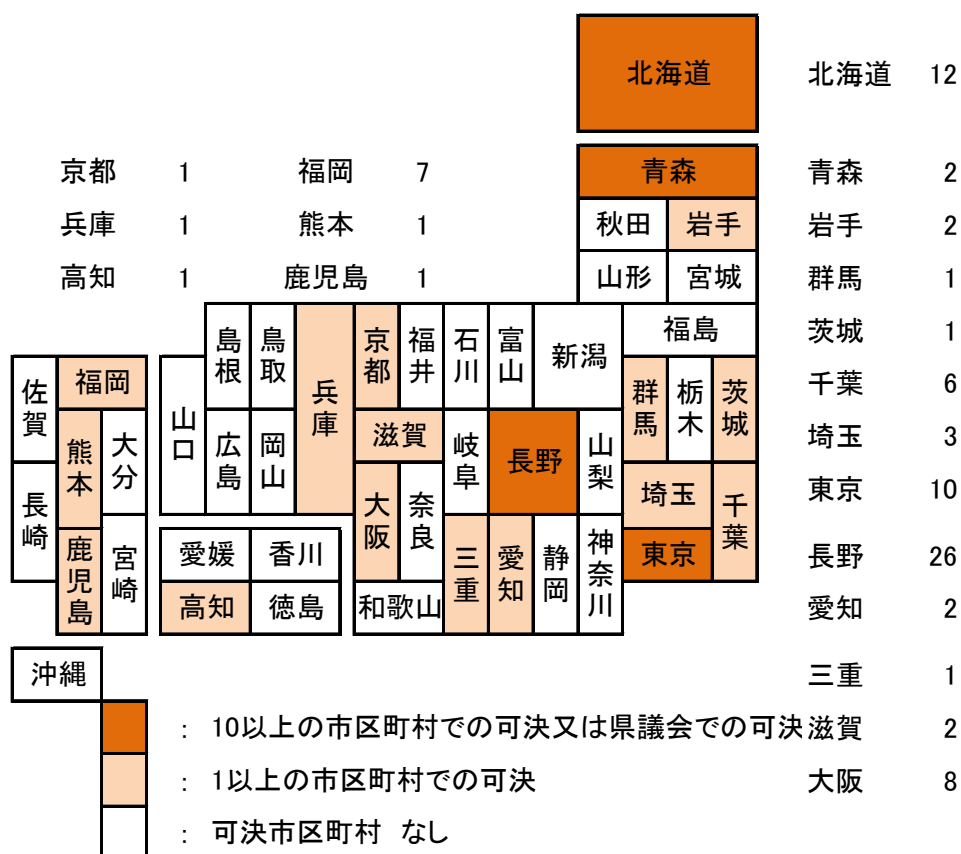 北海道 北海道 12
京都 1 福岡 7 青森 青森 2
兵庫 1 熊本 1 秋田 岩手 岩手 2
高知 1 鹿児島 1 山形 宮城 群馬 1
島根 鳥取 兵庫 京都 福井 石川 富山 新潟 福島 茨城 1
佐賀 福岡 群馬 栃木 茨城 千葉 6
熊本 大分 山口 広島 岡山 滋賀 岐阜 長野 山梨 埼玉 3
長崎 大阪 奈良 埼玉 千葉 東京 10
鹿児島 宮崎 愛媛 香川 三重 愛知 静岡 神奈川 東京 長野 26
高知 徳島 和歌山 愛知 2
沖縄 三重 1
: 10以上の市区町村での可決又は県議会での可決 滋賀 2
: 1以上の市区町村での可決 大阪 8
: 可決市区町村 なし